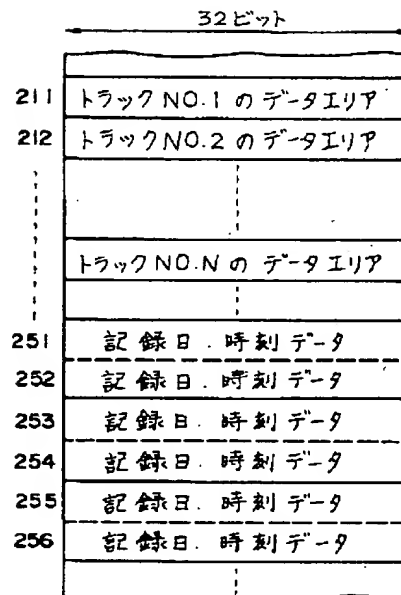 32ビット
211 トラックNO.1のデータエリア
212 トラックNO.2のデータエリア
トラックNO.Nのデータエリア
251 記録日.時刻データ
252 記録日.時刻データ
253 記録日.時刻データ
254 記録日.時刻データ
255 記録日.時刻データ
256 記録日.時刻データ